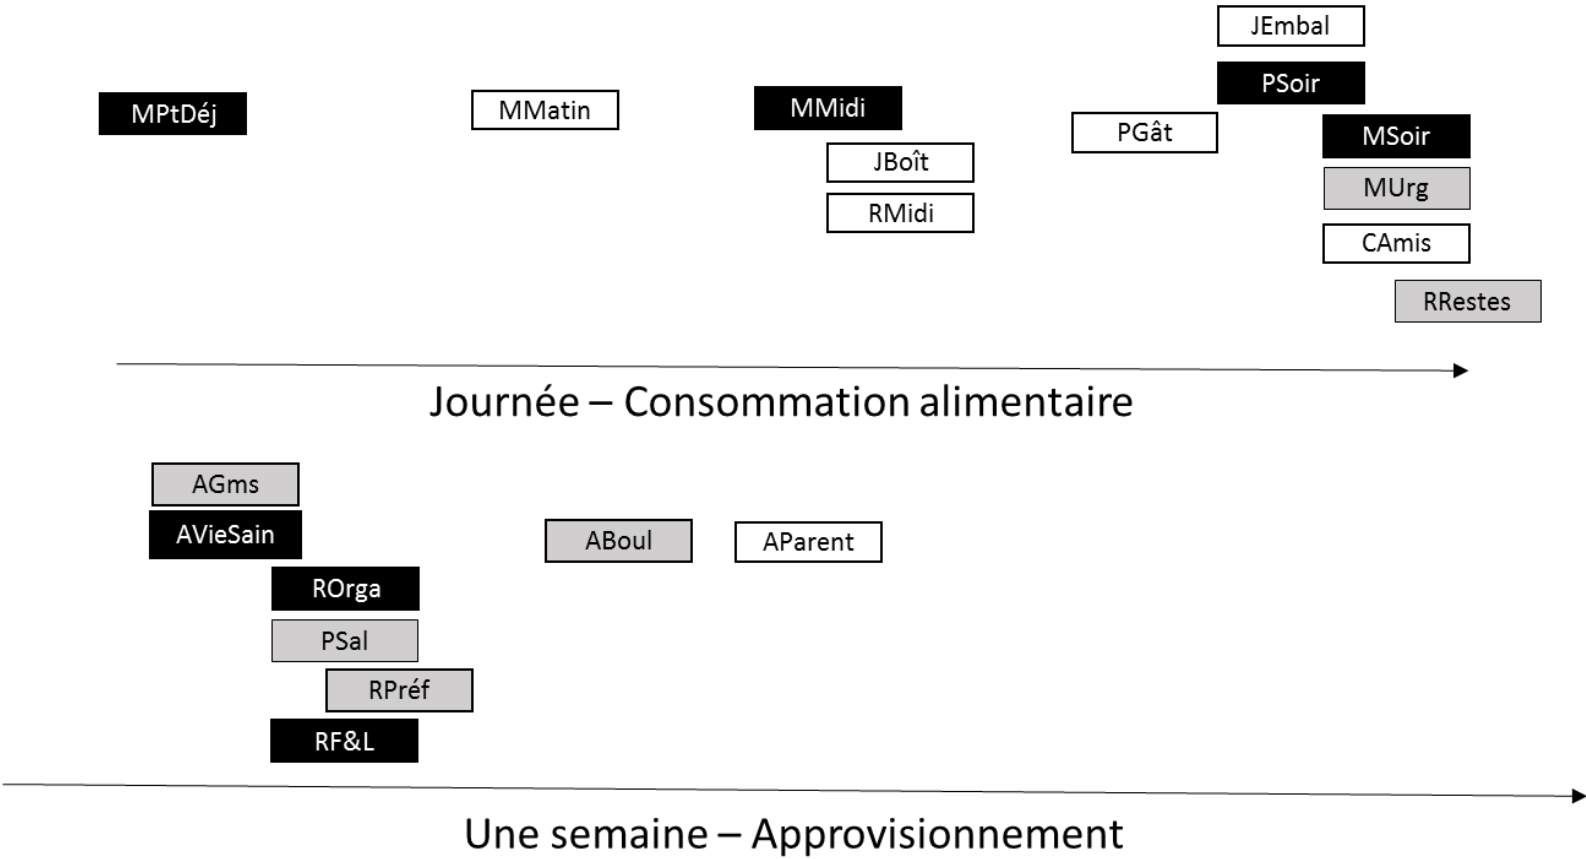 JEmbal
PSoir
MPtDéj
MMatin
MMidi
PGât
MSoir
JBoît
MUrg
RMidi
CAmis
RRestes
Journée – Consommation alimentaire
AGms
AVieSain
ABoul
AParent
ROrga
PSal
RPréf
RF&L
Une semaine – Approvisionnement